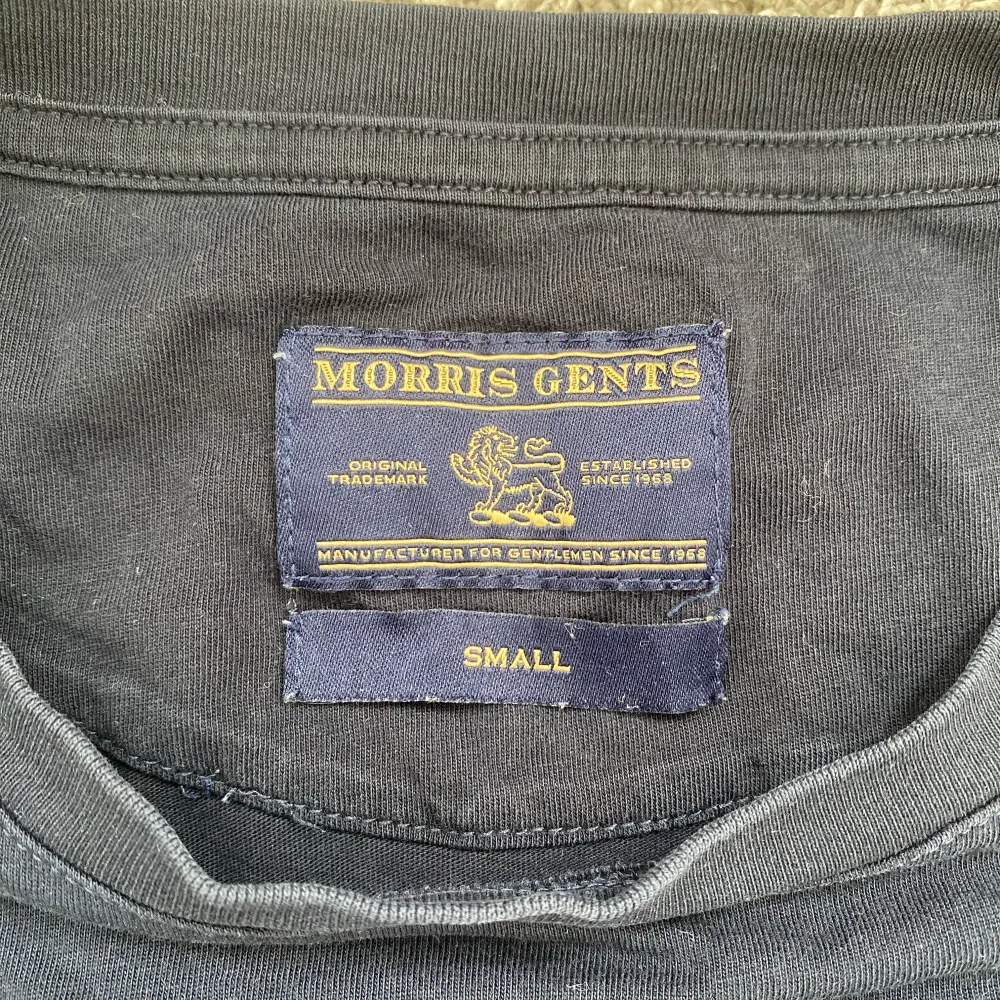 MORRIS GENTS
ORIGINAL
TRADEMARK
ESTABLISHED
SINCE 1968
MANUFACTURER FOR GENTLEMEN SINCE 1968
SMALL